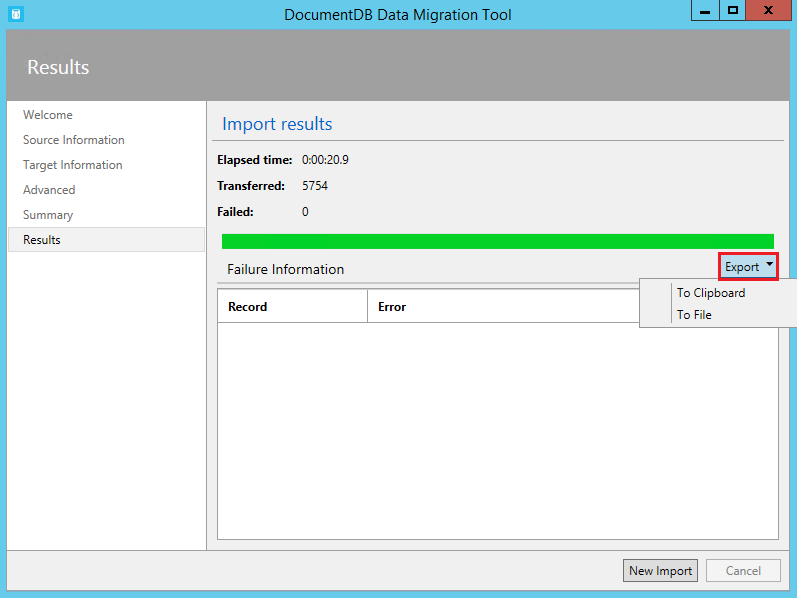 DocumentDB Data Migration Tool
Results
Welcome
Source Information
Target Information
Advanced
Summary
Results
Import results
Elapsed time: 0:00:20.9
Transferred: 5754
Failed: 0
Failure Information
Export
To Clipboard
To File
Record Error
New Import Cancel